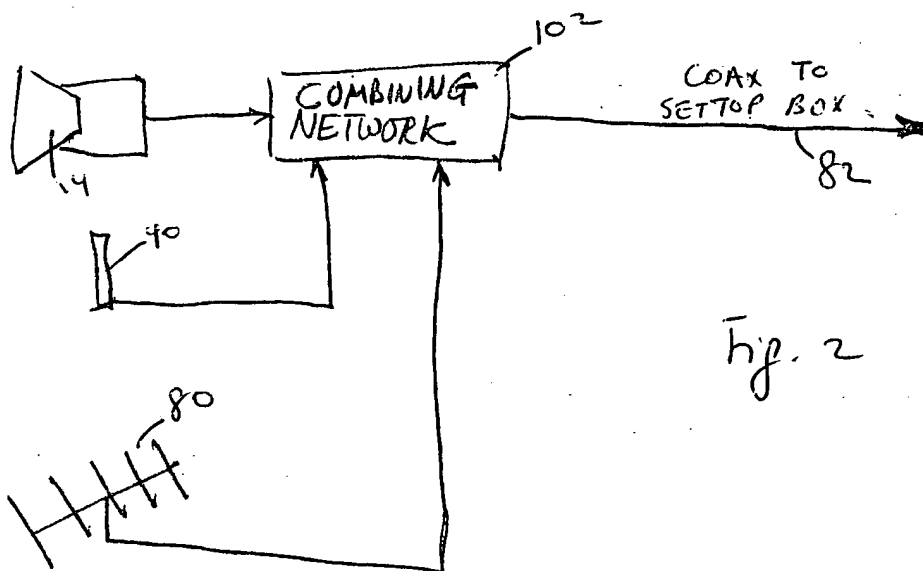 102
COMBINING
NETWORK
COAX TO
SETTOP BOX
82
14
40
Fig. 2
80